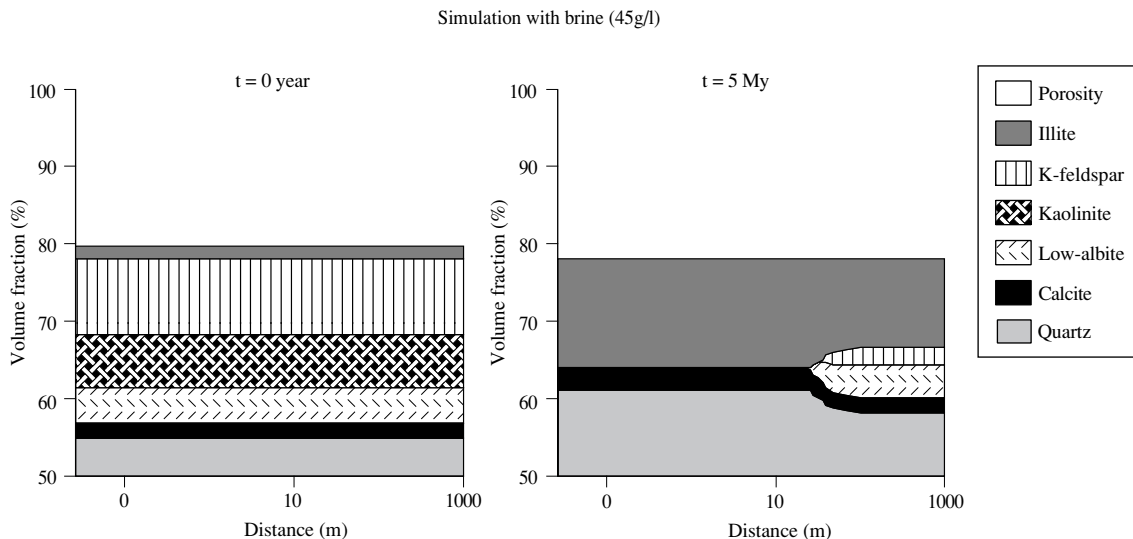 Simulation with brine (45g/l)
t = 0 year
100
90
80
70
60
50
Volume fraction (%)
0
10
1000
Distance (m)
t = 5 My
100
90
80
70
60
50
Volume fraction (%)
0
10
1000
Distance (m)
Porosity
Illite
K-feldspar
Kaolinite
Low-albite
Calcite
Quartz